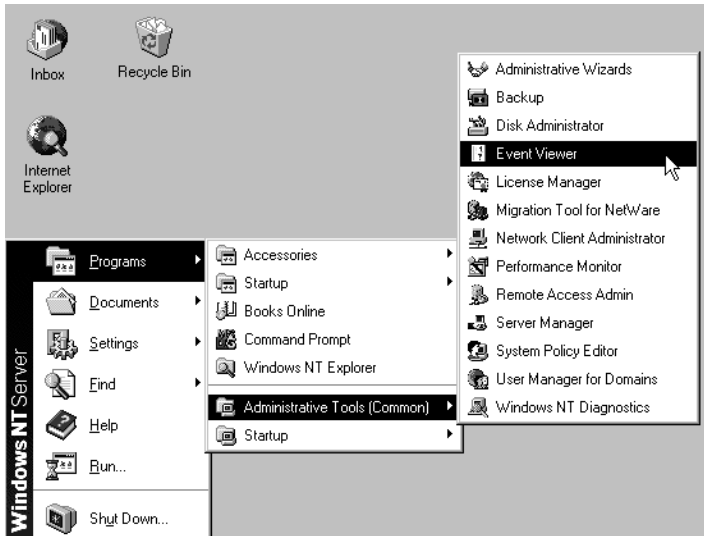 Inbox
Recycle Bin
Internet
Explorer
Windows NT Server
Programs
Documents
Settings
Find
Help
Run...
Shut Down...
Accessories
Startup
Books Online
Command Prompt
Windows NT Explorer
Administrative Tools (Common)
Startup
Administrative Wizards
Backup
Disk Administrator
Event Viewer
License Manager
Migration Tool for NetWare
Network Client Administrator
Performance Monitor
Remote Access Admin
Server Manager
System Policy Editor
User Manager for Domains
Windows NT Diagnostics